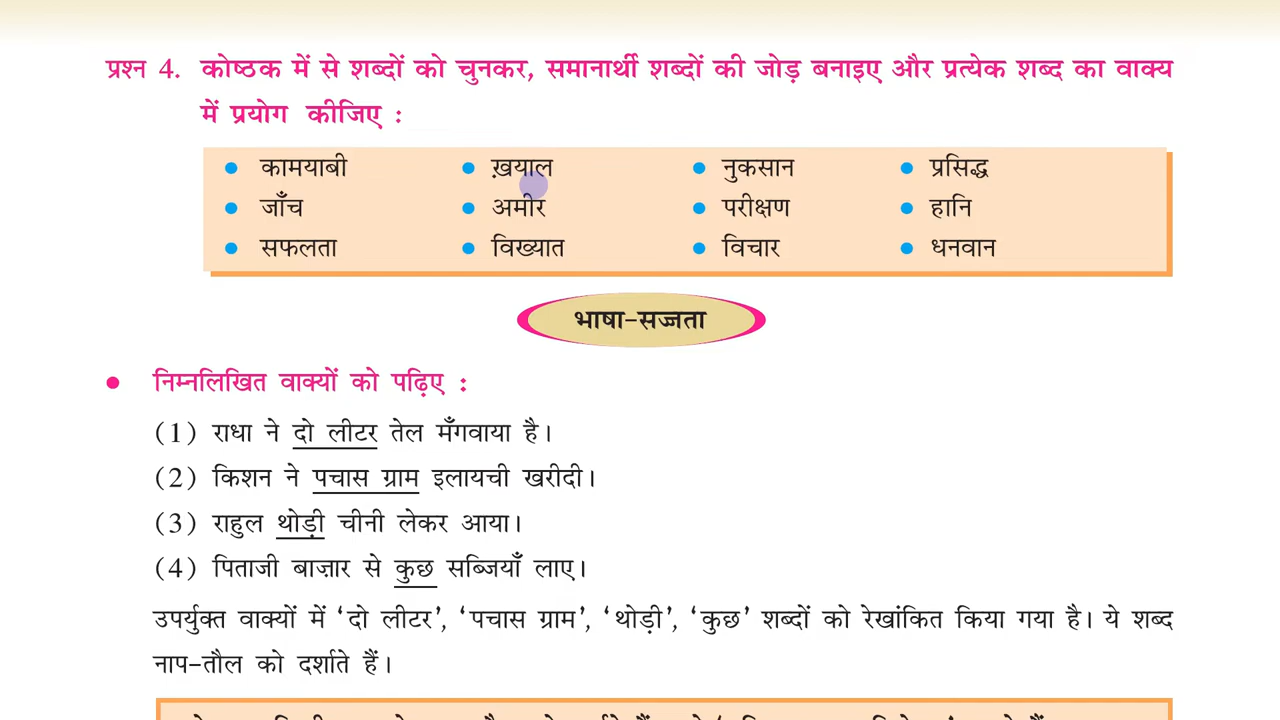 प्रश्न 4. कोष्ठक में से शब्दों को चुनकर, समानार्थी शब्दों की जोड़ बनाइए और प्रत्येक शब्द का वाक्य
में प्रयोग कीजिए :
• कामयाबी • ख़याल • नुकसान • प्रसिद्ध
• जाँच • अमीर • परीक्षण • हानि
• सफलता • विख्यात • विचार • धनवान
भाषा-सज्जता
• निम्नलिखित वाक्यों को पढ़िए :
(1) राधा ने दो लीटर तेल मँगवाया है।
(2) किशन ने पचास ग्राम इलायची खरीदी।
(3) राहुल थोड़ी चीनी लेकर आया।
(4) पिताजी बाज़ार से कुछ सब्जियाँ लाए।
उपर्युक्त वाक्यों में ‘दो लीटर’, ‘पचास ग्राम’, ‘थोड़ी’, ‘कुछ’ शब्दों को रेखांकित किया गया है। ये शब्द
नाप-तौल को दर्शाते हैं।